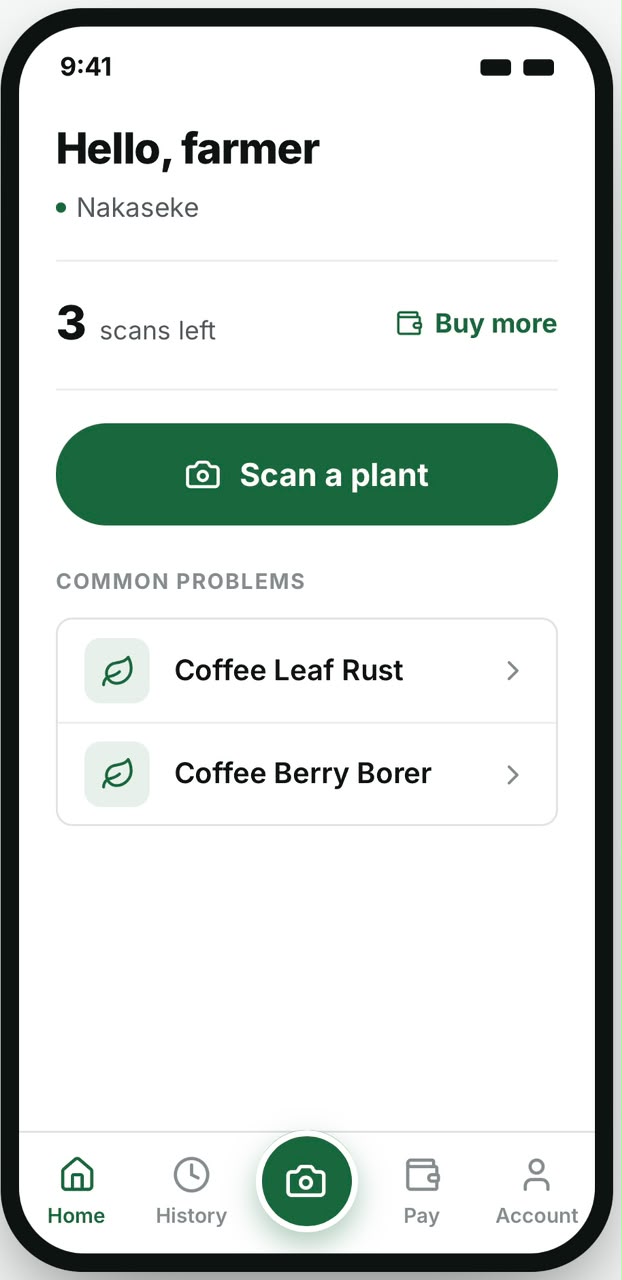 9:41
Hello, farmer
Nakaseke
3 scans left
Buy more
Scan a plant
COMMON PROBLEMS
Coffee Leaf Rust
Coffee Berry Borer
Home
History
Pay
Account